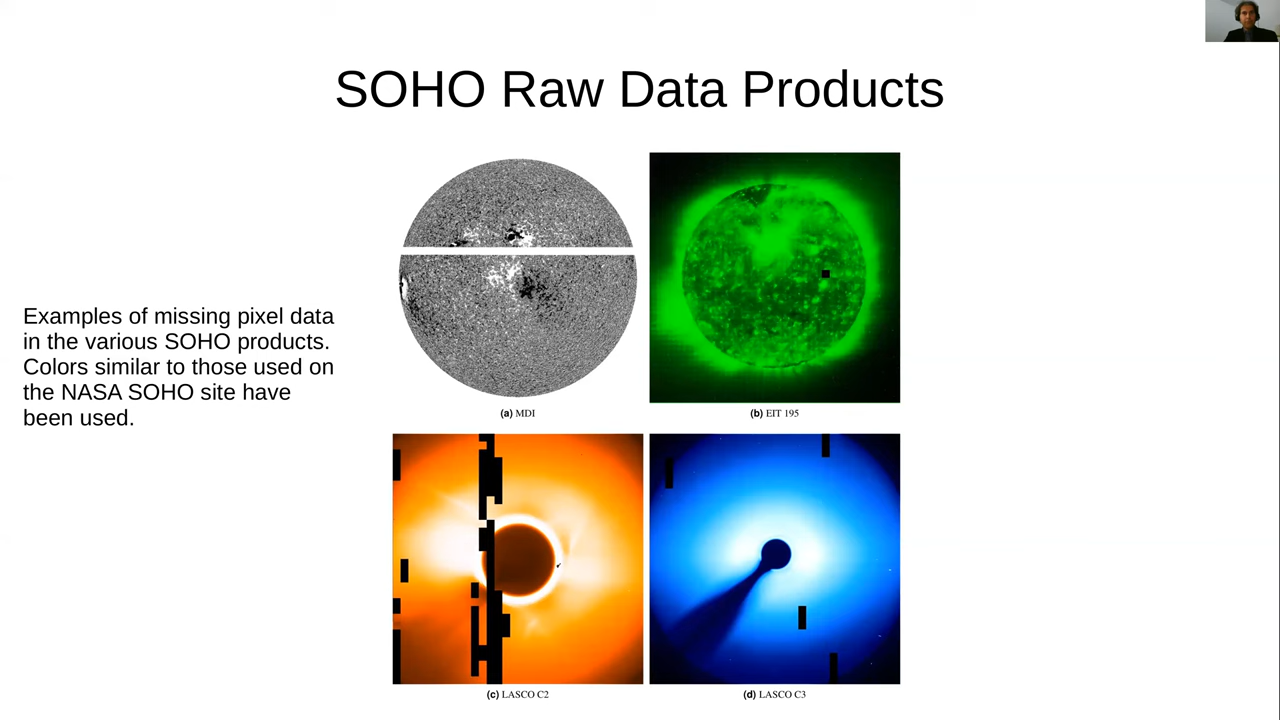 SOHO Raw Data Products
Examples of missing pixel data
in the various SOHO products.
Colors similar to those used on
the NASA SOHO site have
been used.
(a) MDI
(b) EIT 195
(c) LASCO C2
(d) LASCO C3